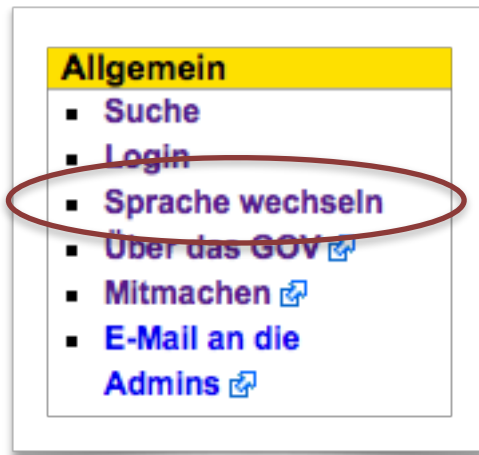 Allgemein
Suche
Login
Sprache wechseln
Über das GOV
Mitmachen
E-Mail an die
Admins